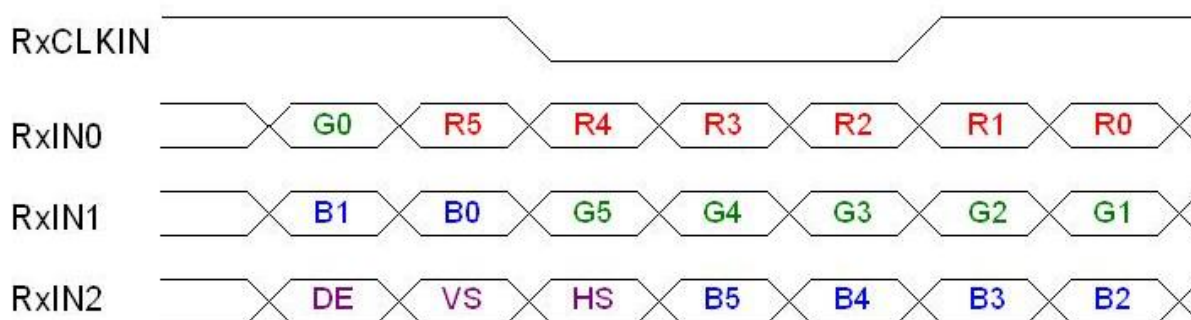 RxCLKIN
RxIN0 G0 R5 R4 R3 R2 R1 R0
RxIN1 B1 B0 G5 G4 G3 G2 G1
RxIN2 DE VS HS B5 B4 B3 B2